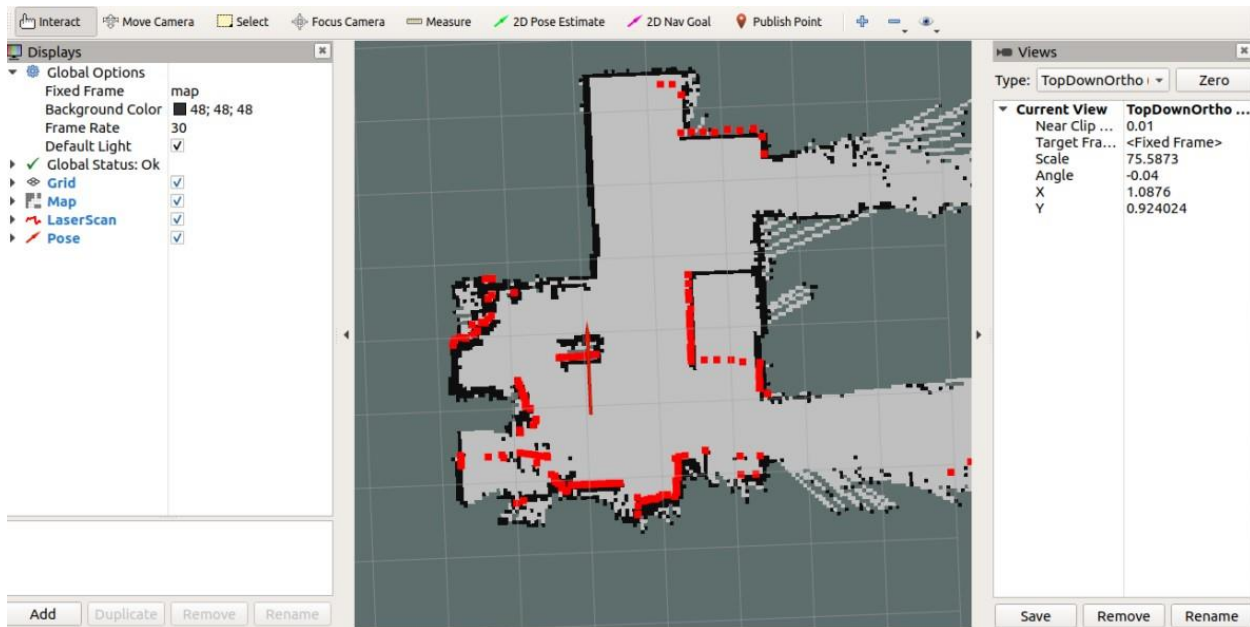 Interact Move Camera Select Focus Camera Measure 2D Pose Estimate 2D Nav Goal Publish Point
Displays
Global Options
Fixed Frame map
Background Color 48; 48; 48
Frame Rate 30
Default Light
Global Status: Ok
Grid
Map
LaserScan
Pose
Add Duplicate Remove Rename
Views
Type: TopDownOrtho ( Zero
Current View TopDownOrtho ...
Near Clip ... 0.01
Target Fra... <Fixed Frame>
Scale 75.5873
Angle -0.04
X 1.0876
Y 0.924024
Save Remove Rename